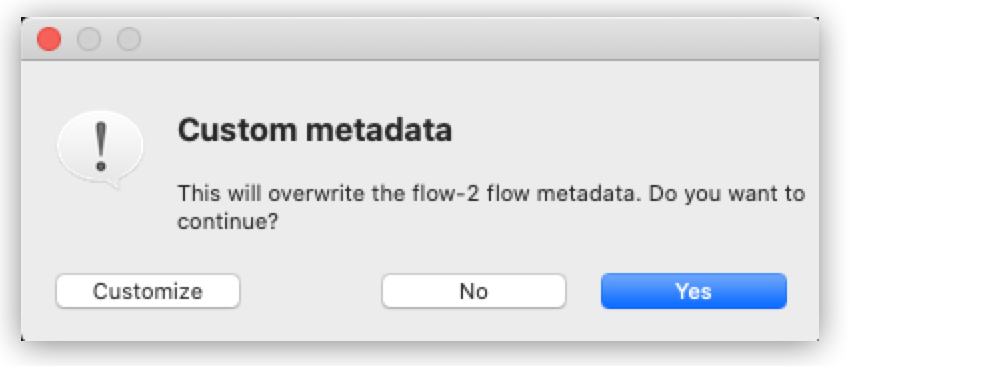 Custom metadata
This will overwrite the flow-2 flow metadata. Do you want to
continue?
Customize
No
Yes